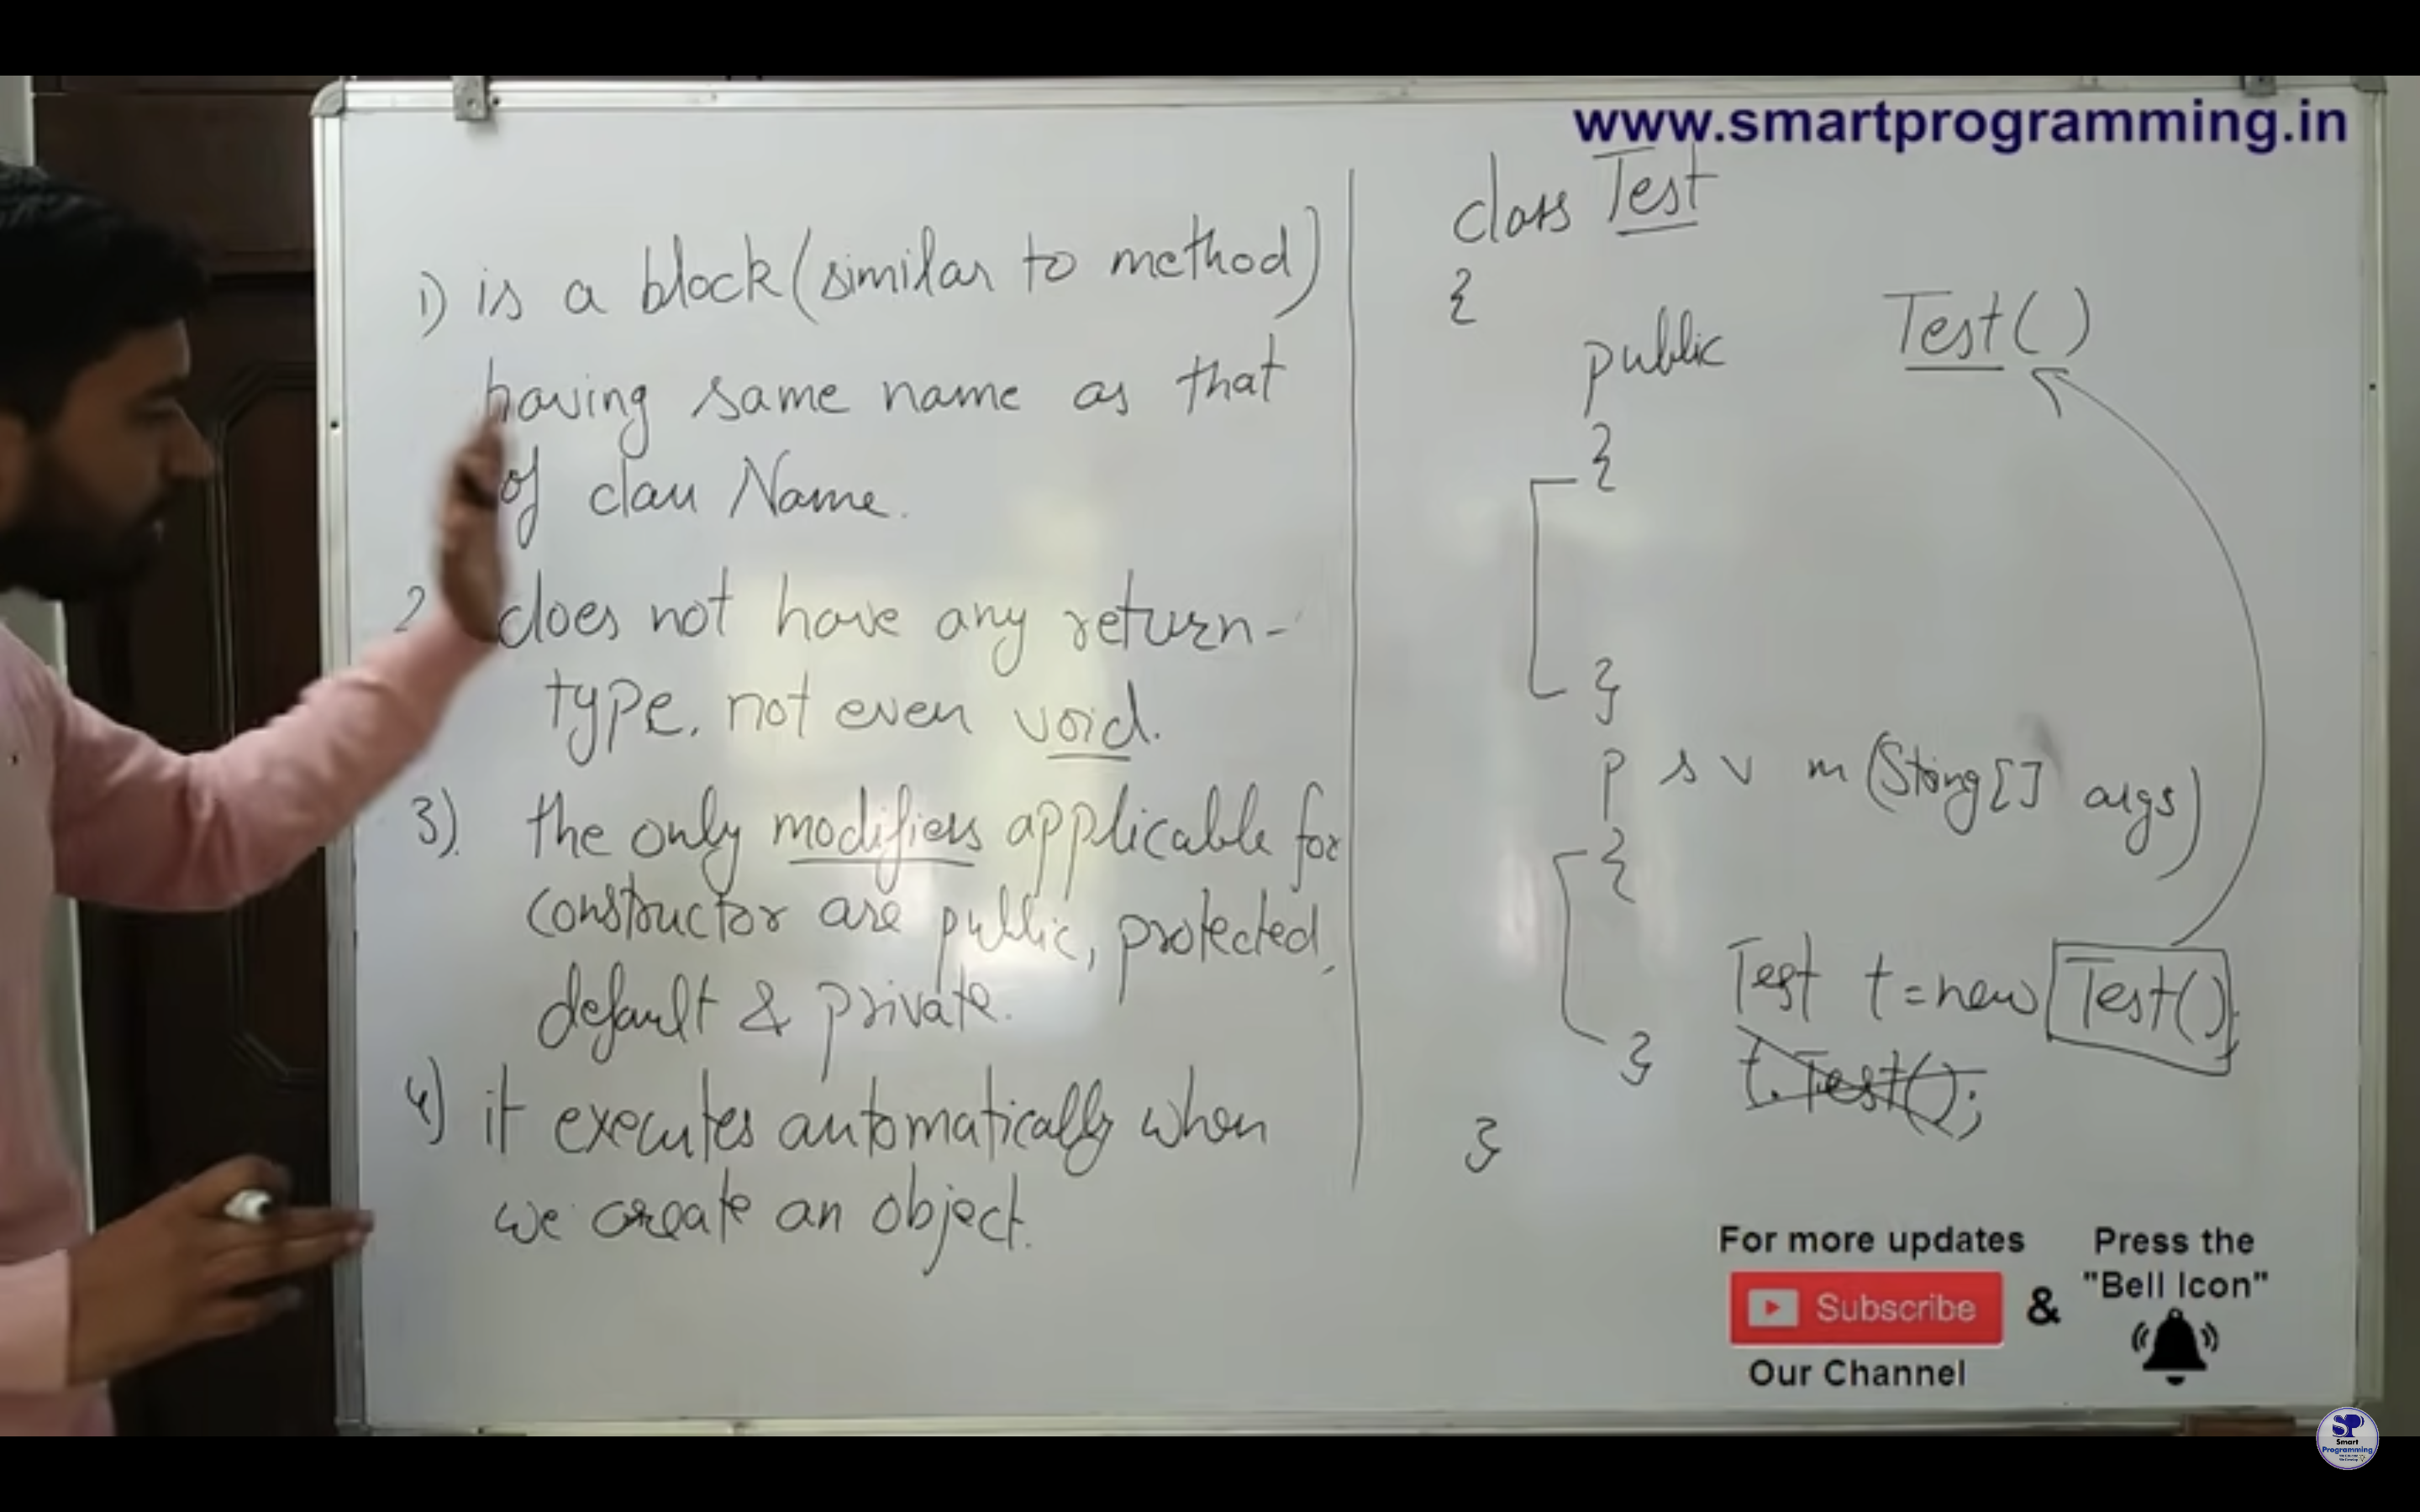 www.smartprogramming.in
1) is a block (similar to method)
having same name as that
of class Name.
2 does not have any return-
type, not even void.
3). the only modifiers applicable for
constructor are public, protected,
default & private.
4) it executes automatically when
we create an object.
class Test
{
public Test()
{
}
p s v m (String[] args)
{
Test t = new Test();
t.Test();
}
}
For more updates
Subscribe
Our Channel
&
Press the
"Bell Icon"
SP
Smart
Programming